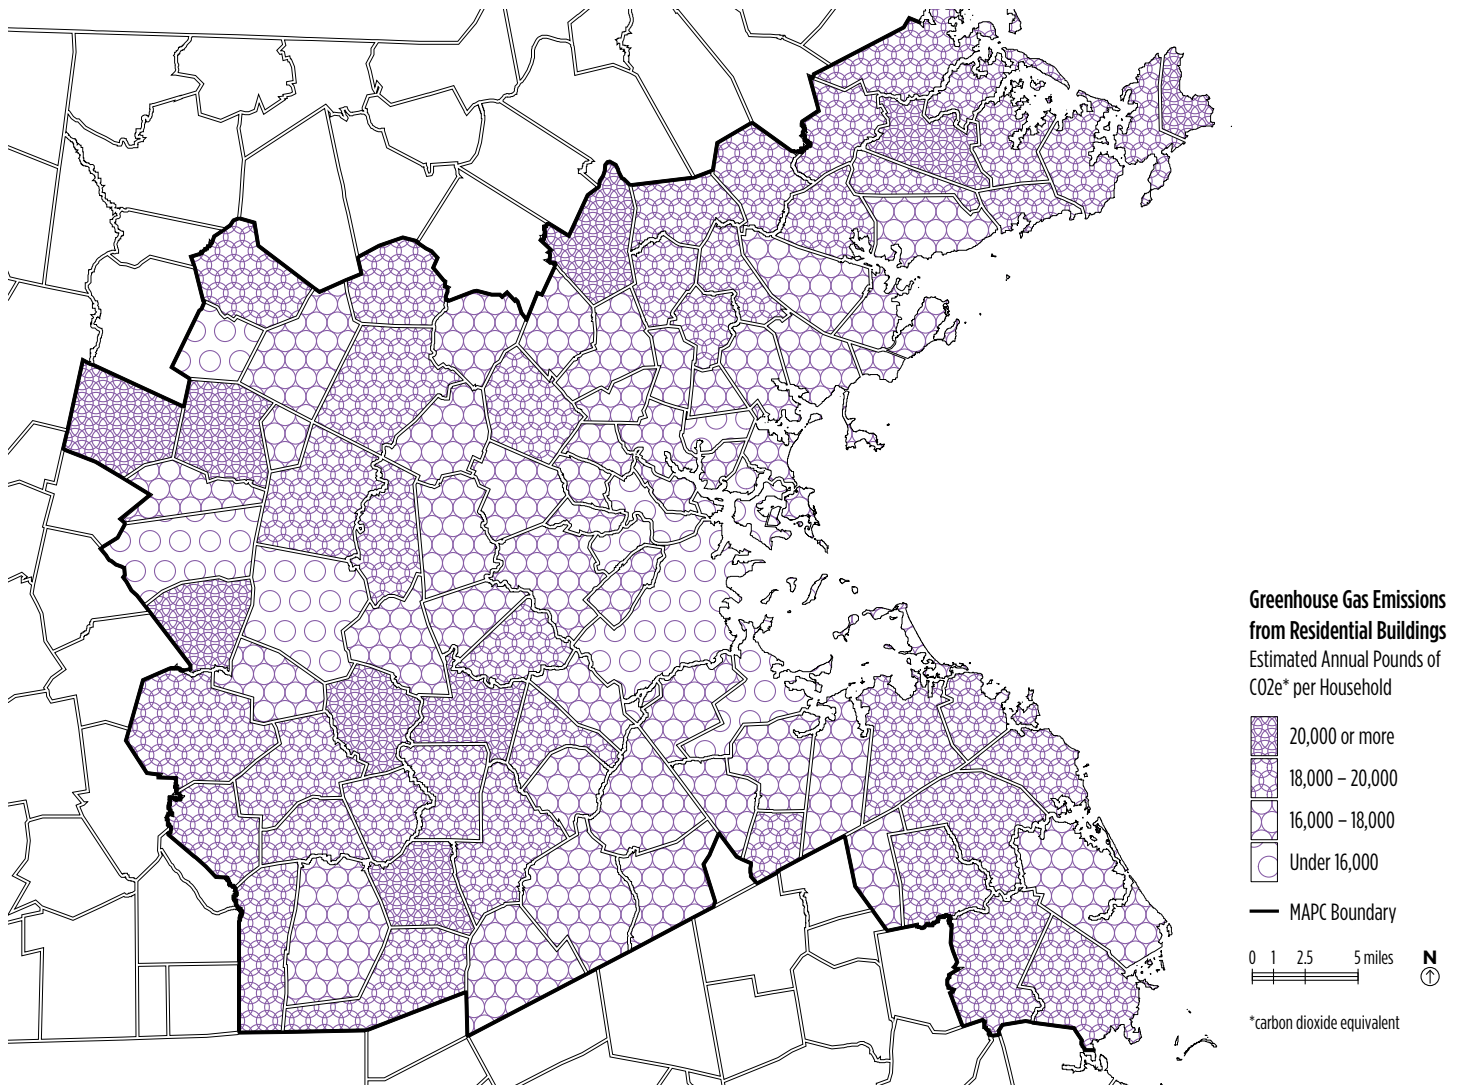 Greenhouse Gas Emissions
from Residential Buildings
Estimated Annual Pounds of
CO2e* per Household
20,000 or more
18,000 – 20,000
16,000 – 18,000
Under 16,000
MAPC Boundary
0 1 2.5 5 miles N
*carbon dioxide equivalent